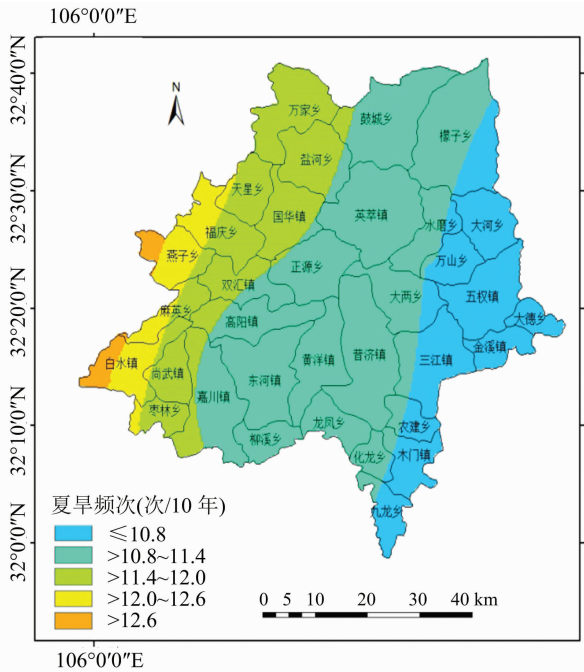 106°0′0″E
32°40′0″N
32°30′0″N
32°20′0″N
32°10′0″N
32°0′0″N
N
万家乡
鼓城乡
檬子乡
盐河乡
天星乡
国华镇
英萃镇
水磨乡
大河乡
福庆乡
燕子乡
正源乡
万山乡
双汇镇
大两乡
五权镇
麻英乡
高阳镇
大德乡
白水镇
尚武镇
黄洋镇
普济镇
三江镇
金溪镇
东河镇
嘉川镇
枣林乡
龙凤乡
农建乡
柳溪乡
化龙乡
木门镇
九龙乡
夏旱频次(次/10 年)
≤10.8
>10.8~11.4
>11.4~12.0
>12.0~12.6
>12.6
0 5 10 20 30 40 km
106°0′0″E